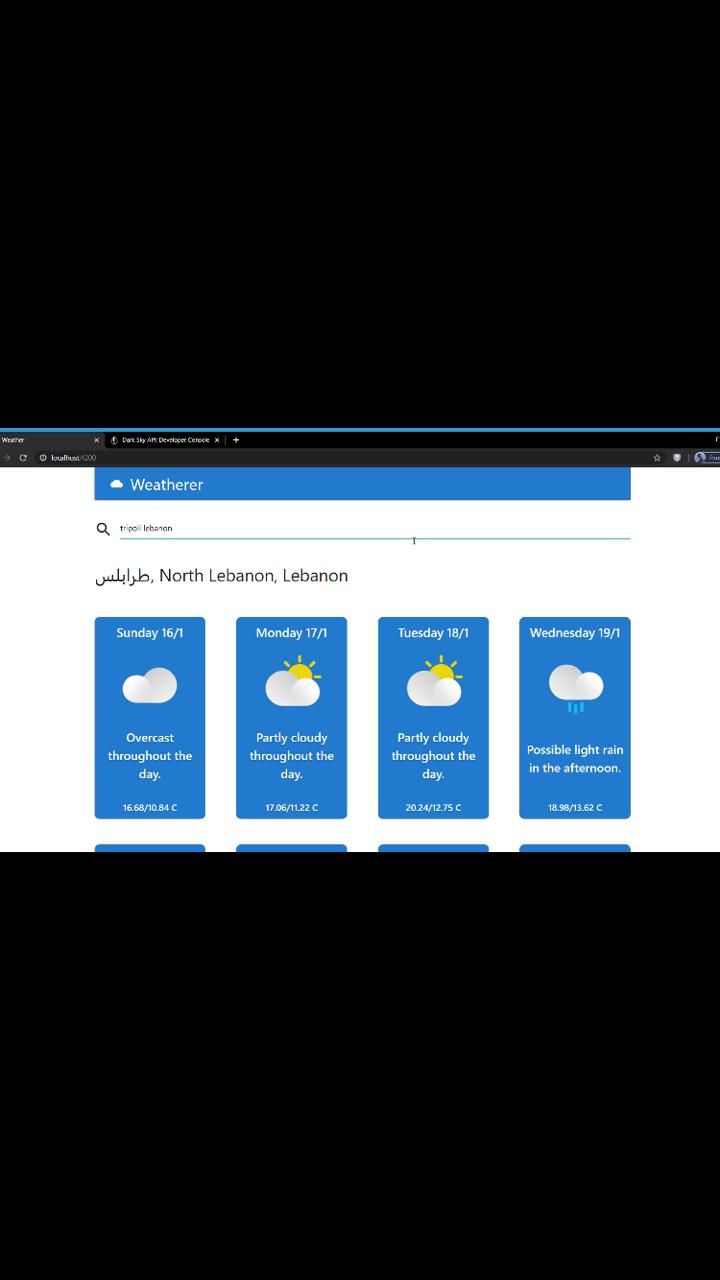 Weather
Dark Sky API: Developer Console
localhost:4200
Weatherer
tripoli lebanon
طرابلس, North Lebanon, Lebanon
Sunday 16/1
Overcast
throughout the
day.
16.68/10.84 C
Monday 17/1
Partly cloudy
throughout the
day.
17.06/11.22 C
Tuesday 18/1
Partly cloudy
throughout the
day.
20.24/12.75 C
Wednesday 19/1
Possible light rain
in the afternoon.
18.98/13.62 C